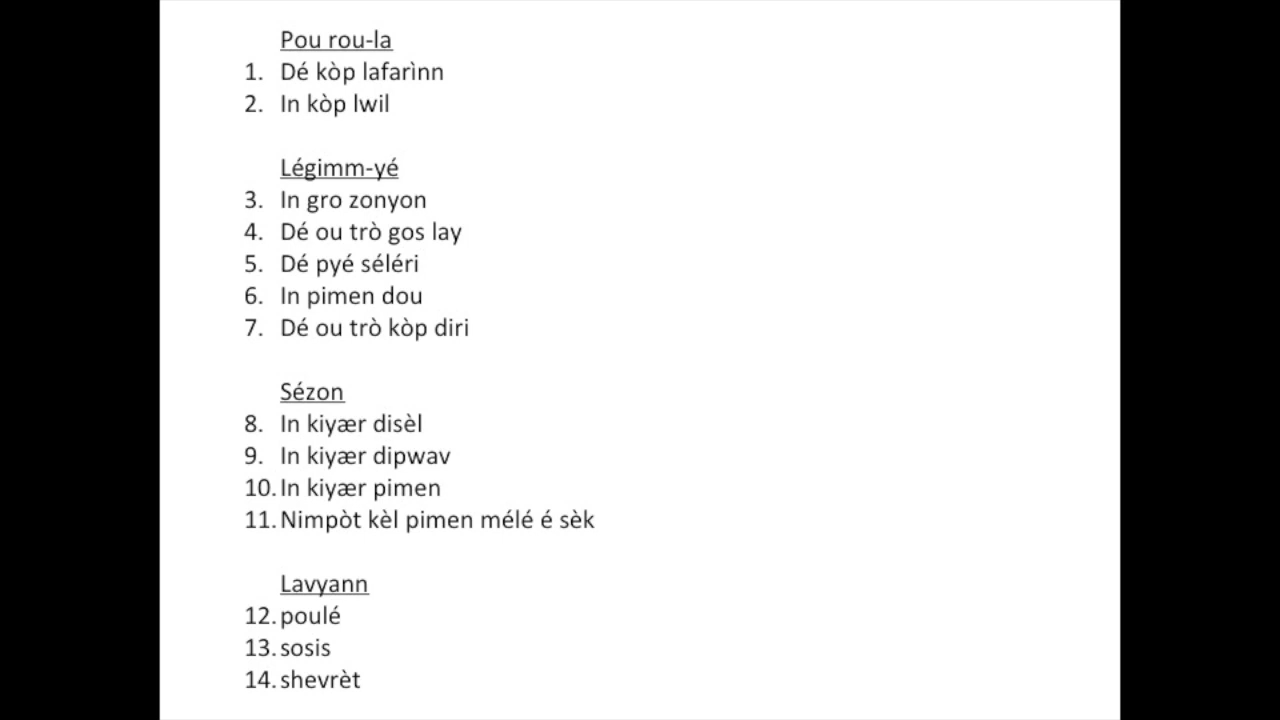 Pou rou-la
1. Dé kòp lafarìnn
2. In kòp lwil
Légimm-yé
3. In gro zonyon
4. Dé ou trò gos lay
5. Dé pyé séléri
6. In pimen dou
7. Dé ou trò kòp diri
Sézon
8. In kiyær disèl
9. In kiyær dipwav
10. In kiyær pimen
11. Nimpòt kèl pimen mélé é sèk
Lavyann
12. poulé
13. sosis
14. shevrèt